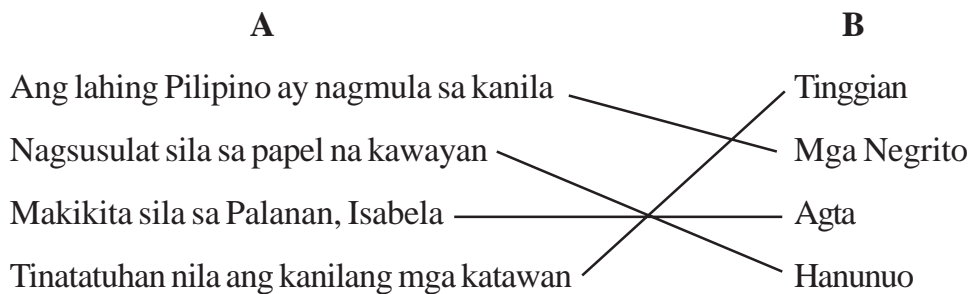 A B
Ang lahing Pilipino ay nagmula sa kanila Tinggian
Nagsusulat sila sa papel na kawayan Mga Negrito
Makikita sila sa Palanan, Isabela Agta
Tinatatuhan nila ang kanilang mga katawan Hanunuo